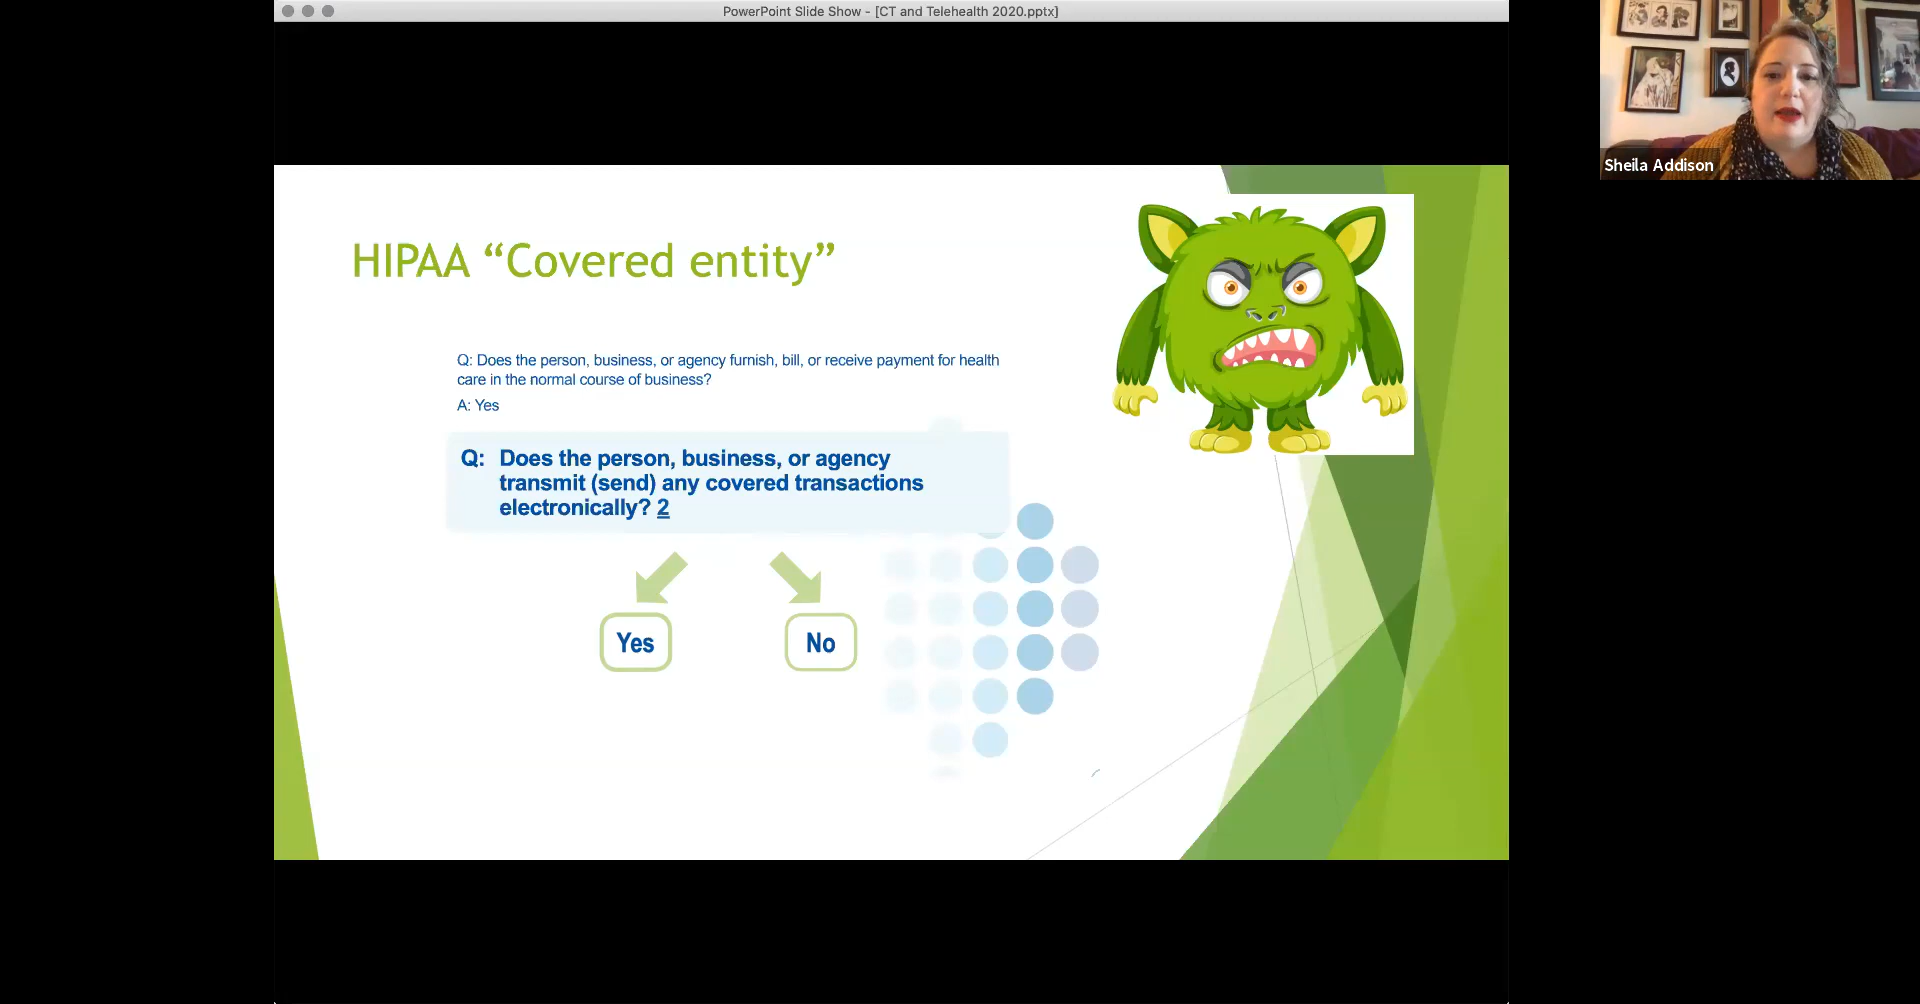 PowerPoint Slide Show - [CT and Telehealth 2020.pptx]
Sheila Addison
HIPAA “Covered entity”
Q: Does the person, business, or agency furnish, bill, or receive payment for health
care in the normal course of business?
A: Yes
Q: Does the person, business, or agency
transmit (send) any covered transactions
electronically? 2
Yes
No